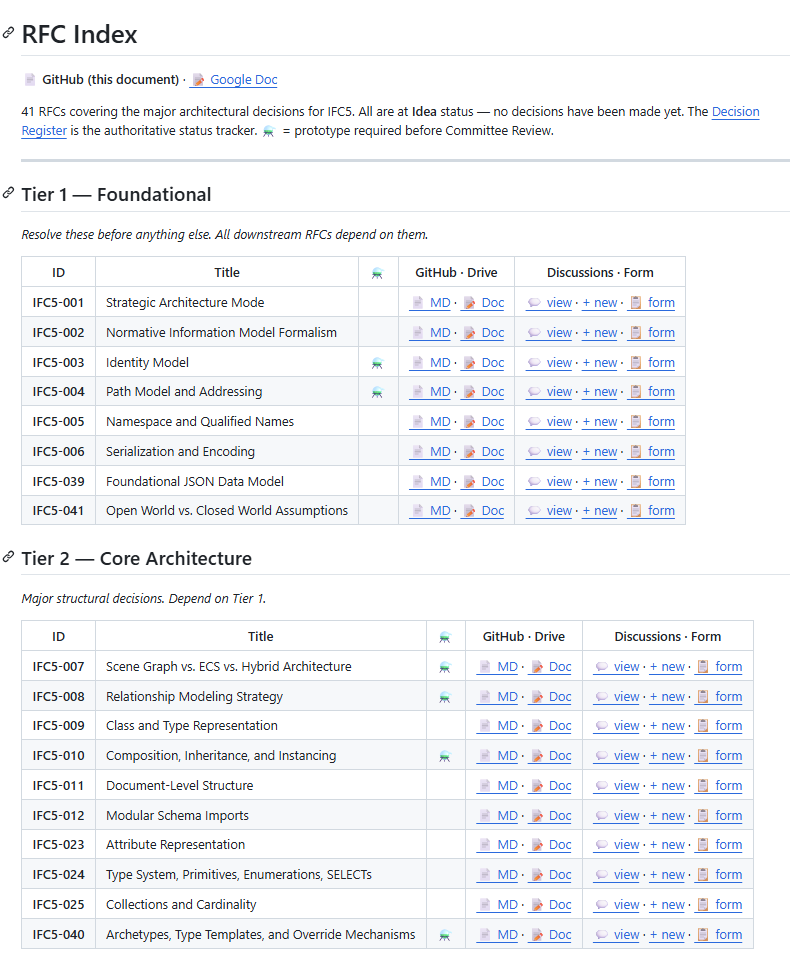 RFC Index
GitHub (this document) · Google Doc
41 RFCs covering the major architectural decisions for IFC5. All are at Idea status — no decisions have been made yet. The Decision
Register is the authoritative status tracker. = prototype required before Committee Review.
Tier 1 — Foundational
Resolve these before anything else. All downstream RFCs depend on them.
ID Title GitHub · Drive Discussions · Form
IFC5-001 Strategic Architecture Mode MD · Doc view · + new · form
IFC5-002 Normative Information Model Formalism MD · Doc view · + new · form
IFC5-003 Identity Model MD · Doc view · + new · form
IFC5-004 Path Model and Addressing MD · Doc view · + new · form
IFC5-005 Namespace and Qualified Names MD · Doc view · + new · form
IFC5-006 Serialization and Encoding MD · Doc view · + new · form
IFC5-039 Foundational JSON Data Model MD · Doc view · + new · form
IFC5-041 Open World vs. Closed World Assumptions MD · Doc view · + new · form
Tier 2 — Core Architecture
Major structural decisions. Depend on Tier 1.
ID Title GitHub · Drive Discussions · Form
IFC5-007 Scene Graph vs. ECS vs. Hybrid Architecture MD · Doc view · + new · form
IFC5-008 Relationship Modeling Strategy MD · Doc view · + new · form
IFC5-009 Class and Type Representation MD · Doc view · + new · form
IFC5-010 Composition, Inheritance, and Instancing MD · Doc view · + new · form
IFC5-011 Document-Level Structure MD · Doc view · + new · form
IFC5-012 Modular Schema Imports MD · Doc view · + new · form
IFC5-023 Attribute Representation MD · Doc view · + new · form
IFC5-024 Type System, Primitives, Enumerations, SELECTs MD · Doc view · + new · form
IFC5-025 Collections and Cardinality MD · Doc view · + new · form
IFC5-040 Archetypes, Type Templates, and Override Mechanisms MD · Doc view · + new · form